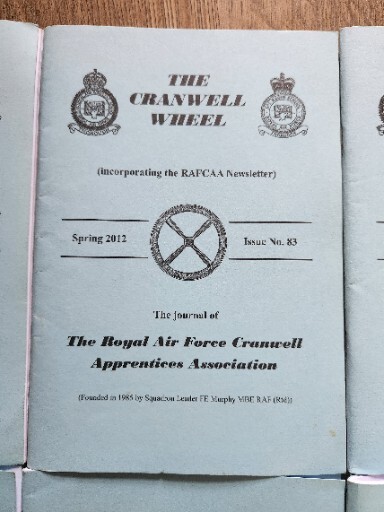 THE
CRANWELL
WHEEL
(incorporating the RAFCAA Newsletter)
Spring 2012
Issue No. 83
The journal of
The Royal Air Force Cranwell
Apprentices Association
(Founded in 1985 by Squadron Leader FE Murphy MBE RAF (RM))